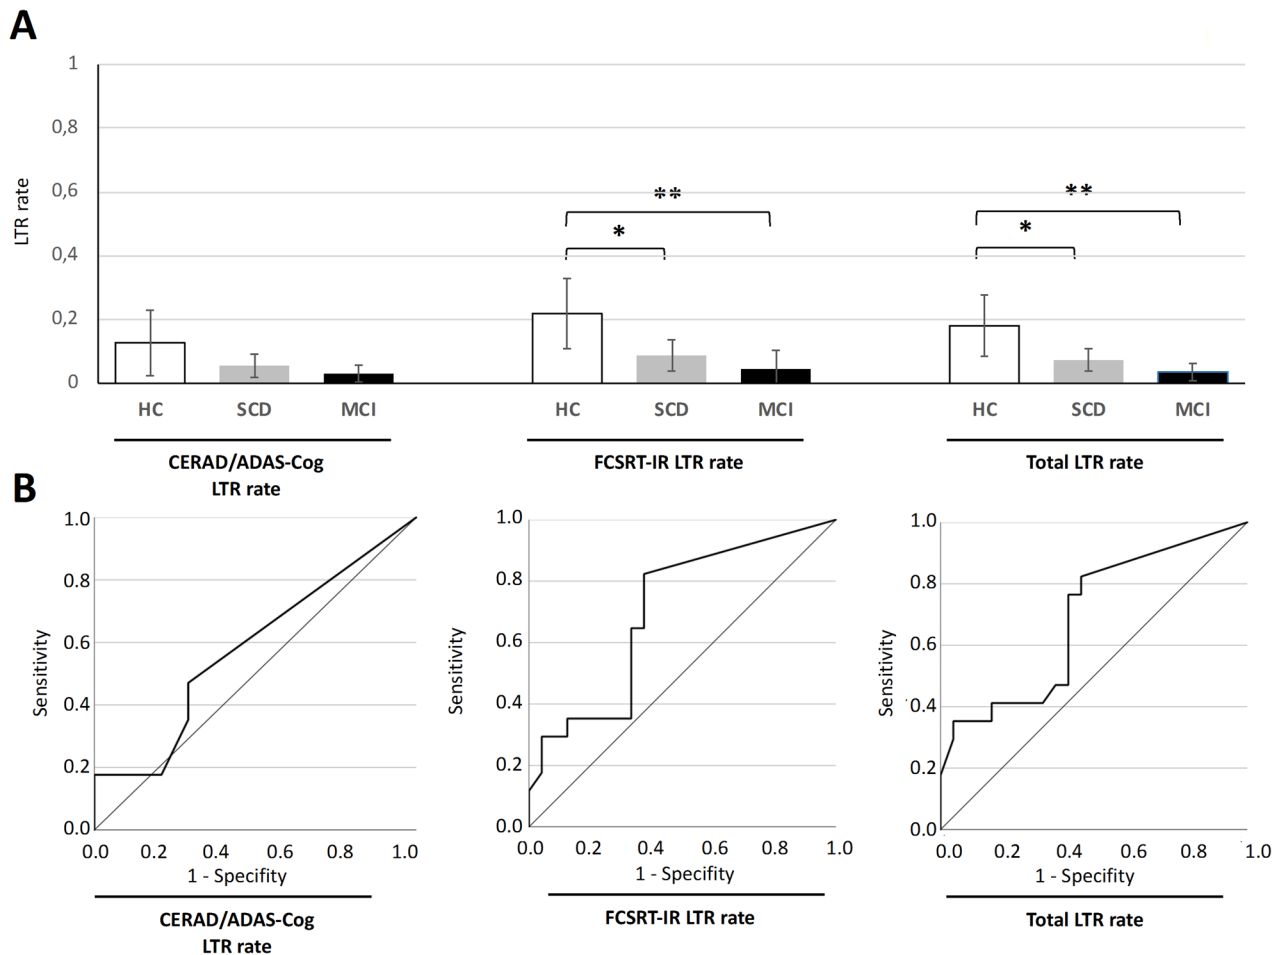 A
1
0,8
0,6
0,4
0,2
0
LTR rate
**
*
**
*
HC SCD MCI
HC SCD MCI
HC SCD MCI
CERAD/ADAS-Cog
LTR rate
FCSRT-IR LTR rate
Total LTR rate
B
1.0
0.8
0.6
0.4
0.2
0.0
Sensitivity
0.0 0.2 0.4 0.6 0.8 1.0
1 - Specifity
CERAD/ADAS-Cog
LTR rate
1.0
0.8
0.6
0.4
0.2
0.0
Sensitivity
0.0 0.2 0.4 0.6 0.8 1.0
1 - Specifity
FCSRT-IR LTR rate
1.0
0.8
0.6
0.4
0.2
0.0
Sensitivity
0.0 0.2 0.4 0.6 0.8 1.0
1 - Specifity
Total LTR rate